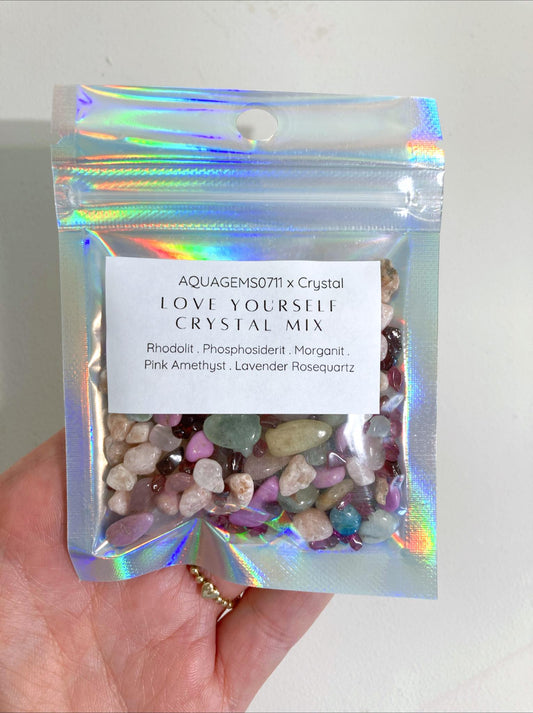 AQUAGEMS0711 x Crystal
LOVE YOURSELF
CRYSTAL MIX
Rhodolit . Phosphosiderit . Morganit .
Pink Amethyst . Lavender Rosequartz